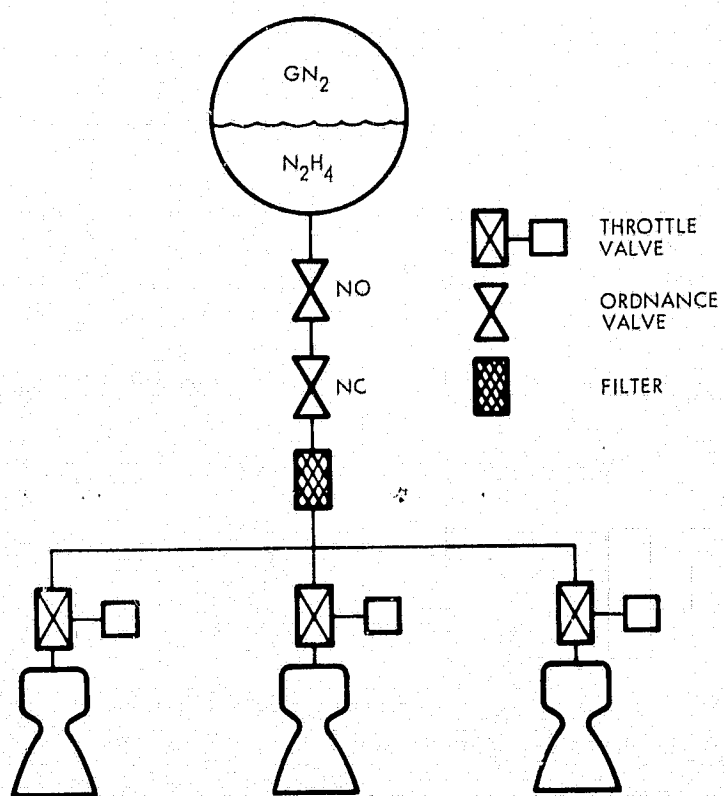 GN2
N2H4
NO
NC
THROTTLE
VALVE
ORDNANCE
VALVE
FILTER